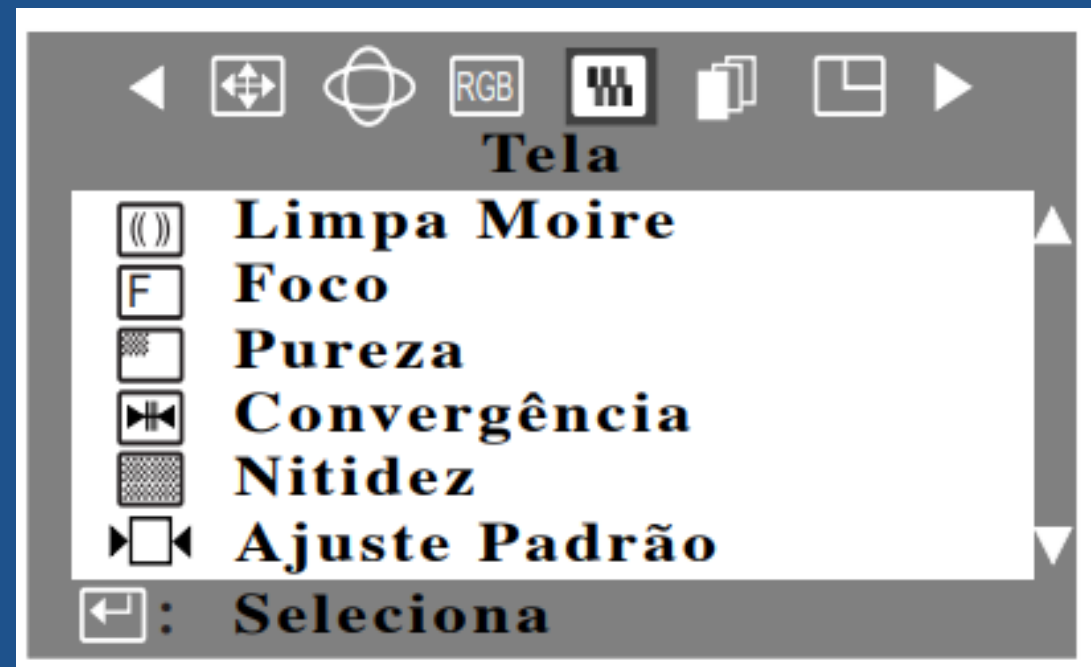 RGB
Tela
Limpa Moire
F Foco
Pureza
Convergência
Nitidez
Ajuste Padrão
: Seleciona